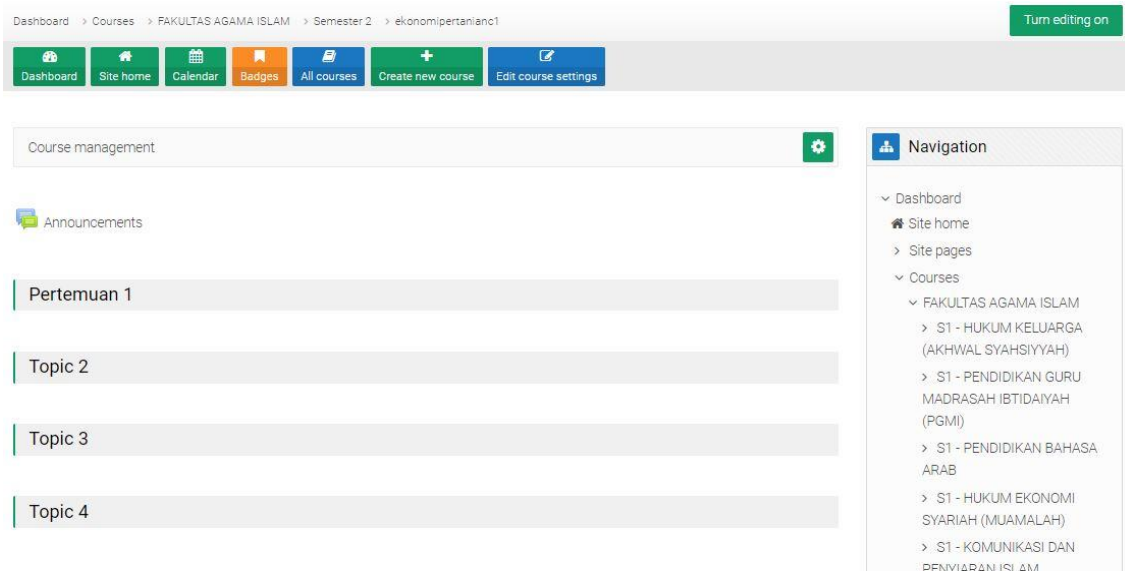 Dashboard > Courses > FAKULTAS AGAMA ISLAM > Semester 2 > ekonomipertanianc1
Turn editing on
Dashboard
Site home
Calendar
Badges
All courses
Create new course
Edit course settings
Course management
Announcements
Pertemuan 1
Topic 2
Topic 3
Topic 4
Navigation
Dashboard
Site home
Site pages
Courses
FAKULTAS AGAMA ISLAM
S1 - HUKUM KELUARGA
(AKHWAL SYAHSIYYAH)
S1 - PENDIDIKAN GURU
MADRASAH IBTIDAIYAH
(PGMI)
S1 - PENDIDIKAN BAHASA
ARAB
S1 - HUKUM EKONOMI
SYARIAH (MUAMALAH)
S1 - KOMUNIKASI DAN
PENYIARAN ISLAM